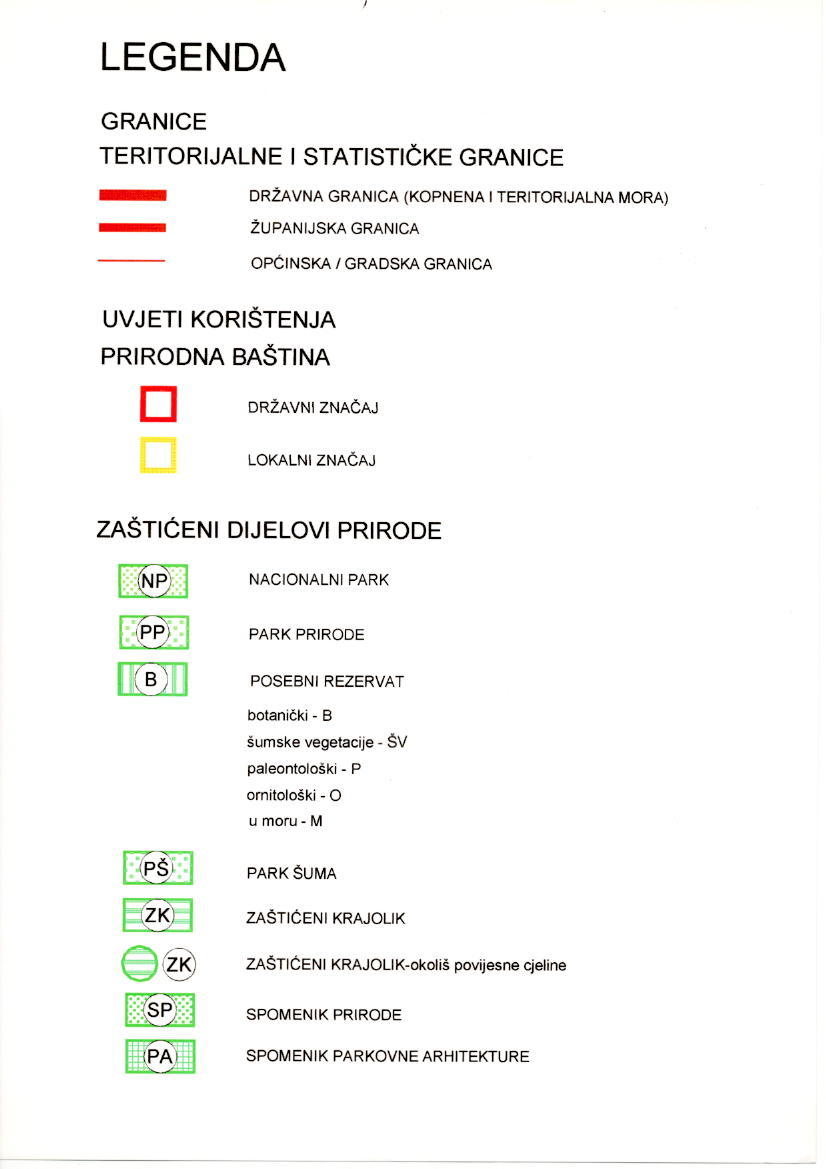 LEGENDA
GRANICE
TERITORIJALNE I STATISTIČKE GRANICE
DRŽAVNA GRANICA (KOPNENA I TERITORIJALNA MORA)
ŽUPANIJSKA GRANICA
OPĆINSKA / GRADSKA GRANICA
UVJETI KORIŠTENJA
PRIRODNA BAŠTINA
DRŽAVNI ZNAČAJ
LOKALNI ZNAČAJ
ZAŠTIĆENI DIJELOVI PRIRODE
NP NACIONALNI PARK
PP PARK PRIRODE
B POSEBNI REZERVAT
botanički - B
šumske vegetacije - ŠV
paleontološki - P
ornitološki - O
u moru - M
PŠ PARK ŠUMA
ZK ZAŠTIĆENI KRAJOLIK
ZK ZAŠTIĆENI KRAJOLIK-okoliš povijesne cjeline
SP SPOMENIK PRIRODE
PA SPOMENIK PARKOVNE ARHITEKTURE